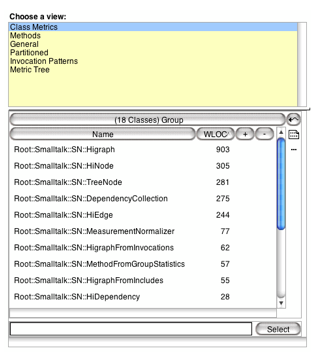 Choose a view:
Class Metrics
Methods
General
Partitioned
Invocation Patterns
Metric Tree
(18 Classes) Group
Name WLOC + -
Root::Smalltalk::SN::Higraph 903
Root::Smalltalk::SN::HiNode 305
Root::Smalltalk::SN::TreeNode 281
Root::Smalltalk::SN::DependencyCollection 275
Root::Smalltalk::SN::HiEdge 244
Root::Smalltalk::SN::MeasurementNormalizer 77
Root::Smalltalk::SN::HigraphFromInvocations 62
Root::Smalltalk::SN::MethodFromGroupStatistics 57
Root::Smalltalk::SN::HigraphFromIncludes 55
Root::Smalltalk::SN::HiDependency 28
Select